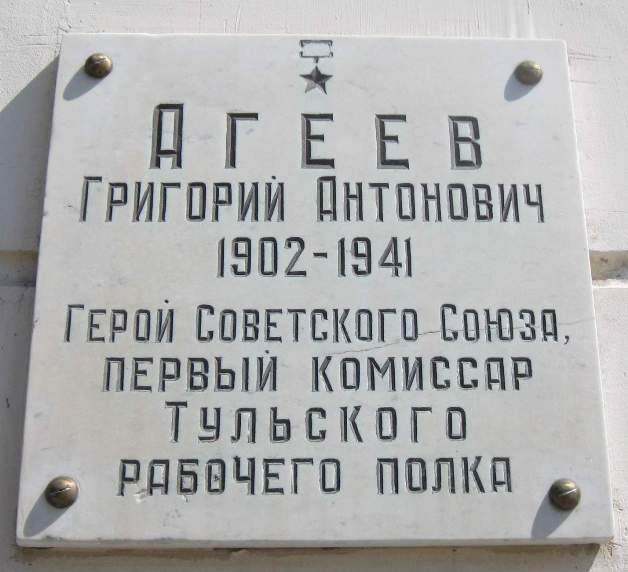 АГЕЕВ
ГРИГОРИЙ АНТОНОВИЧ
1902-1941
ГЕРОЙ СОВЕТСКОГО СОЮЗА,
ПЕРВЫЙ КОМИССАР
ТУЛЬСКОГО
РАБОЧЕГО ПОЛКА